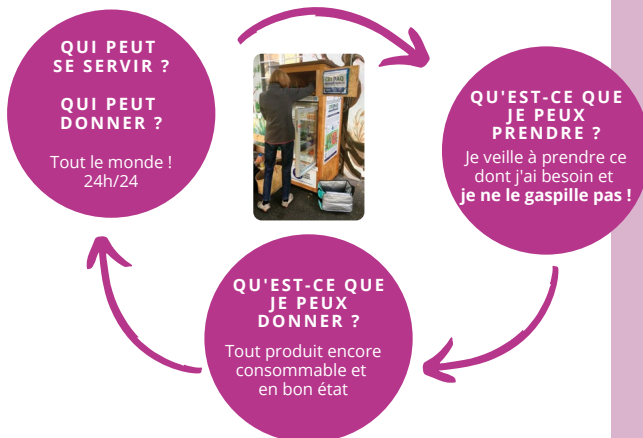 QUI PEUT
SE SERVIR ?
QUI PEUT
DONNER ?
Tout le monde !
24h/24
QU'EST-CE QUE
JE PEUX
PRENDRE ?
Je veille à prendre ce
dont j'ai besoin et
je ne le gaspille pas !
QU'EST-CE QUE
JE PEUX
DONNER ?
Tout produit encore
consommable et
en bon état